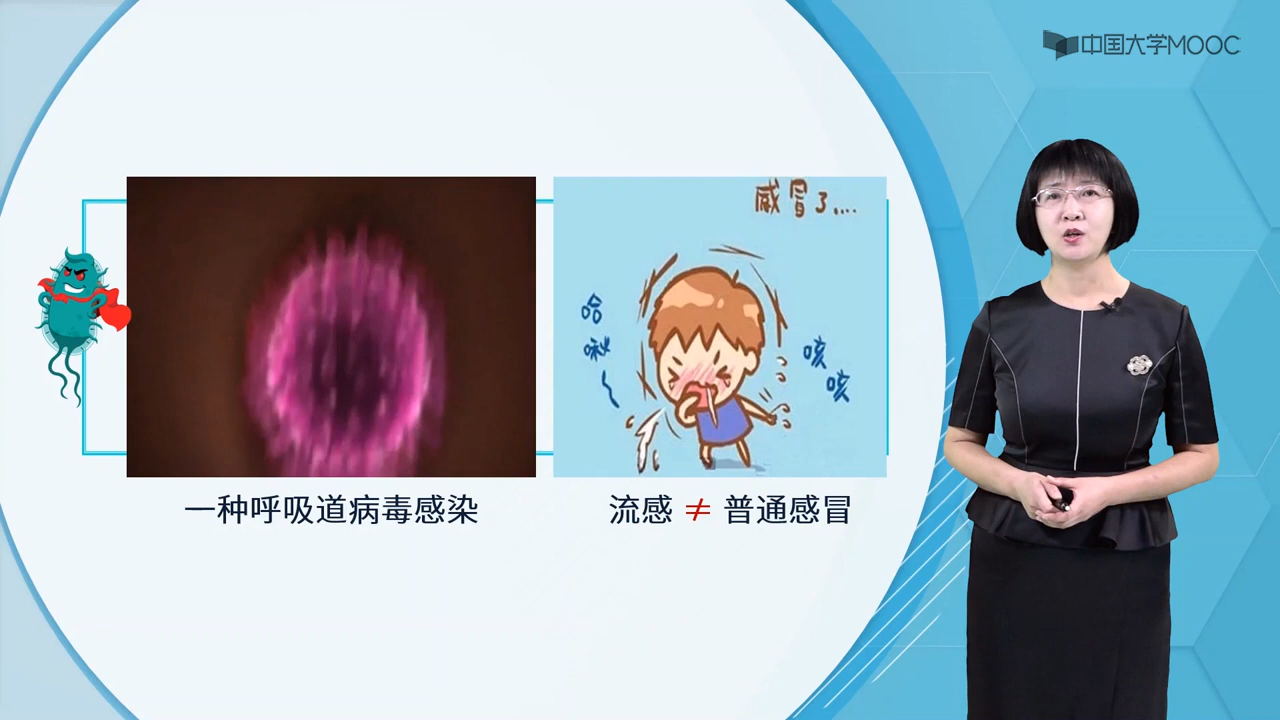 中国大学MOOC
感冒了....
哈
啾
咳
咳
一种呼吸道病毒感染
流感 ≠ 普通感冒